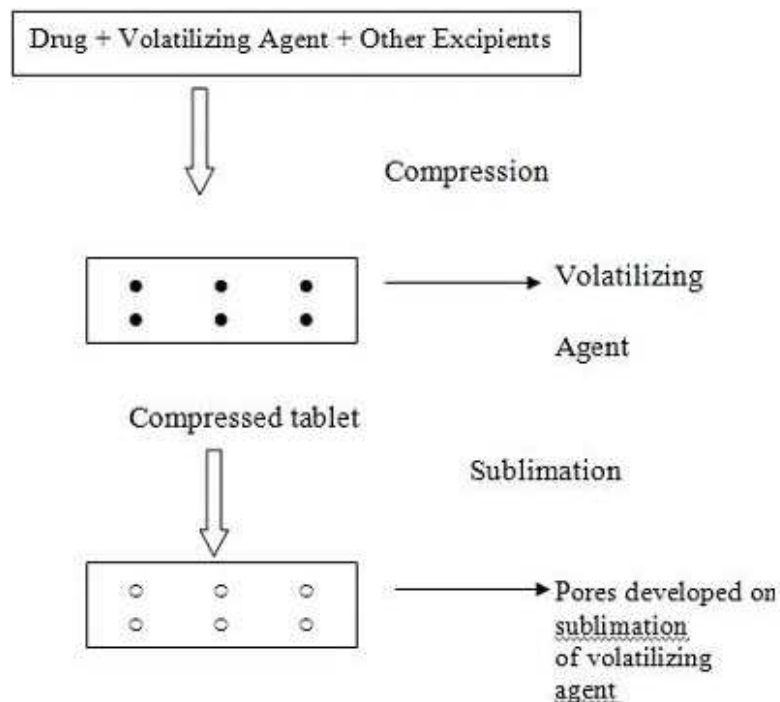 Drug + Volatilizing Agent + Other Excipients
Compression
Volatilizing
Agent
Compressed tablet
Sublimation
Pores developed on
sublimation
of volatilizing
agent